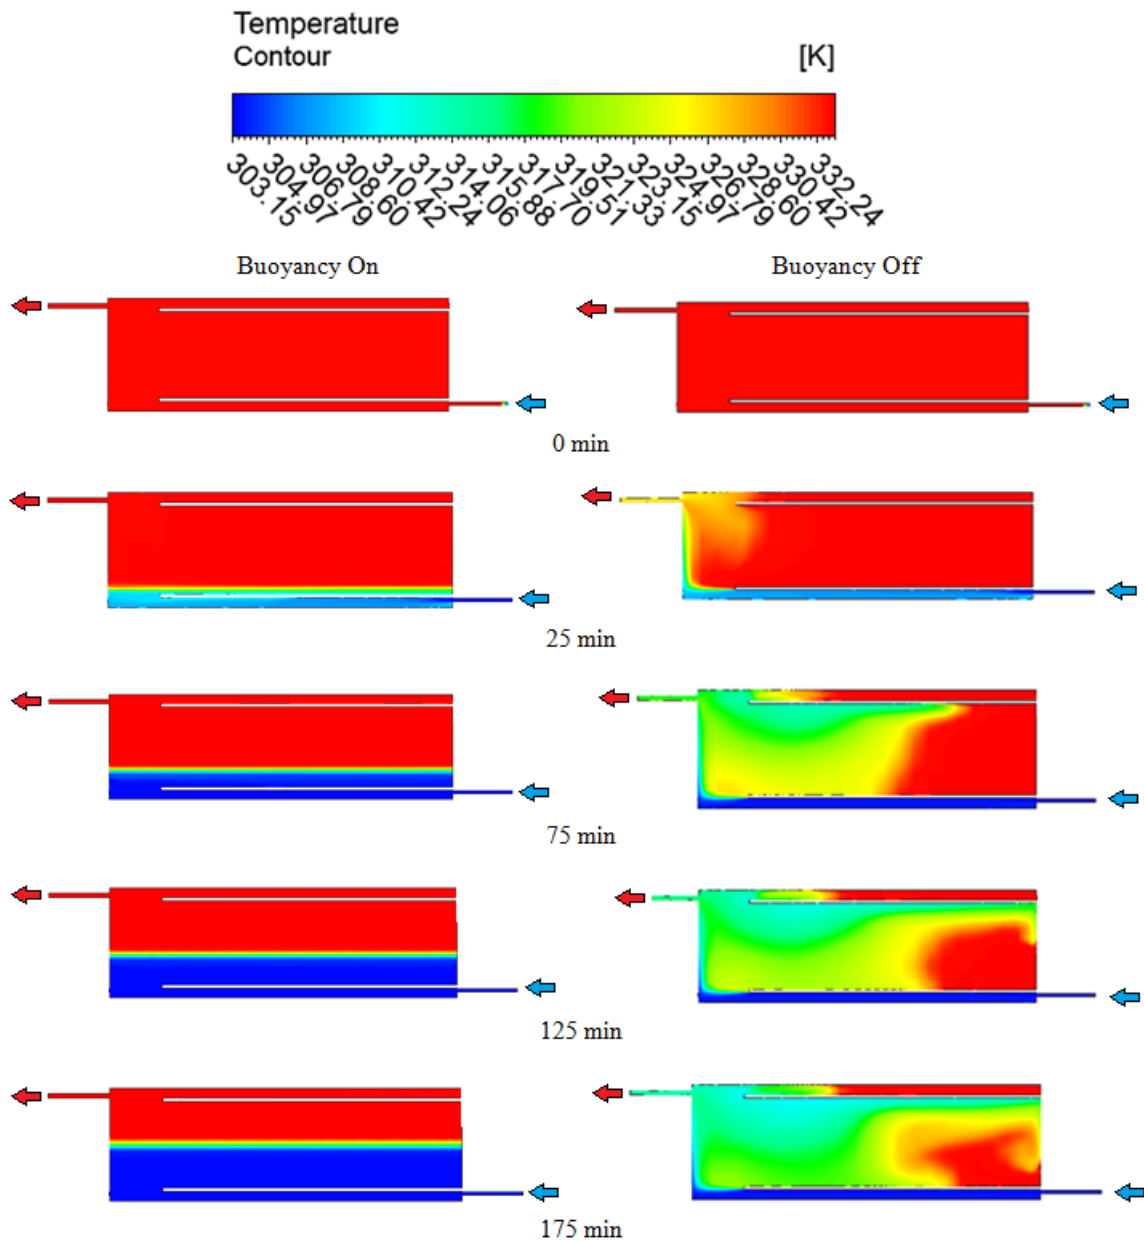 Temperature
Contour [K]
303.15
304.97
306.79
308.60
310.42
312.24
314.06
315.88
317.70
319.51
321.33
323.15
324.97
326.79
328.60
330.42
332.24
Buoyancy On Buoyancy Off
0 min
25 min
75 min
125 min
175 min